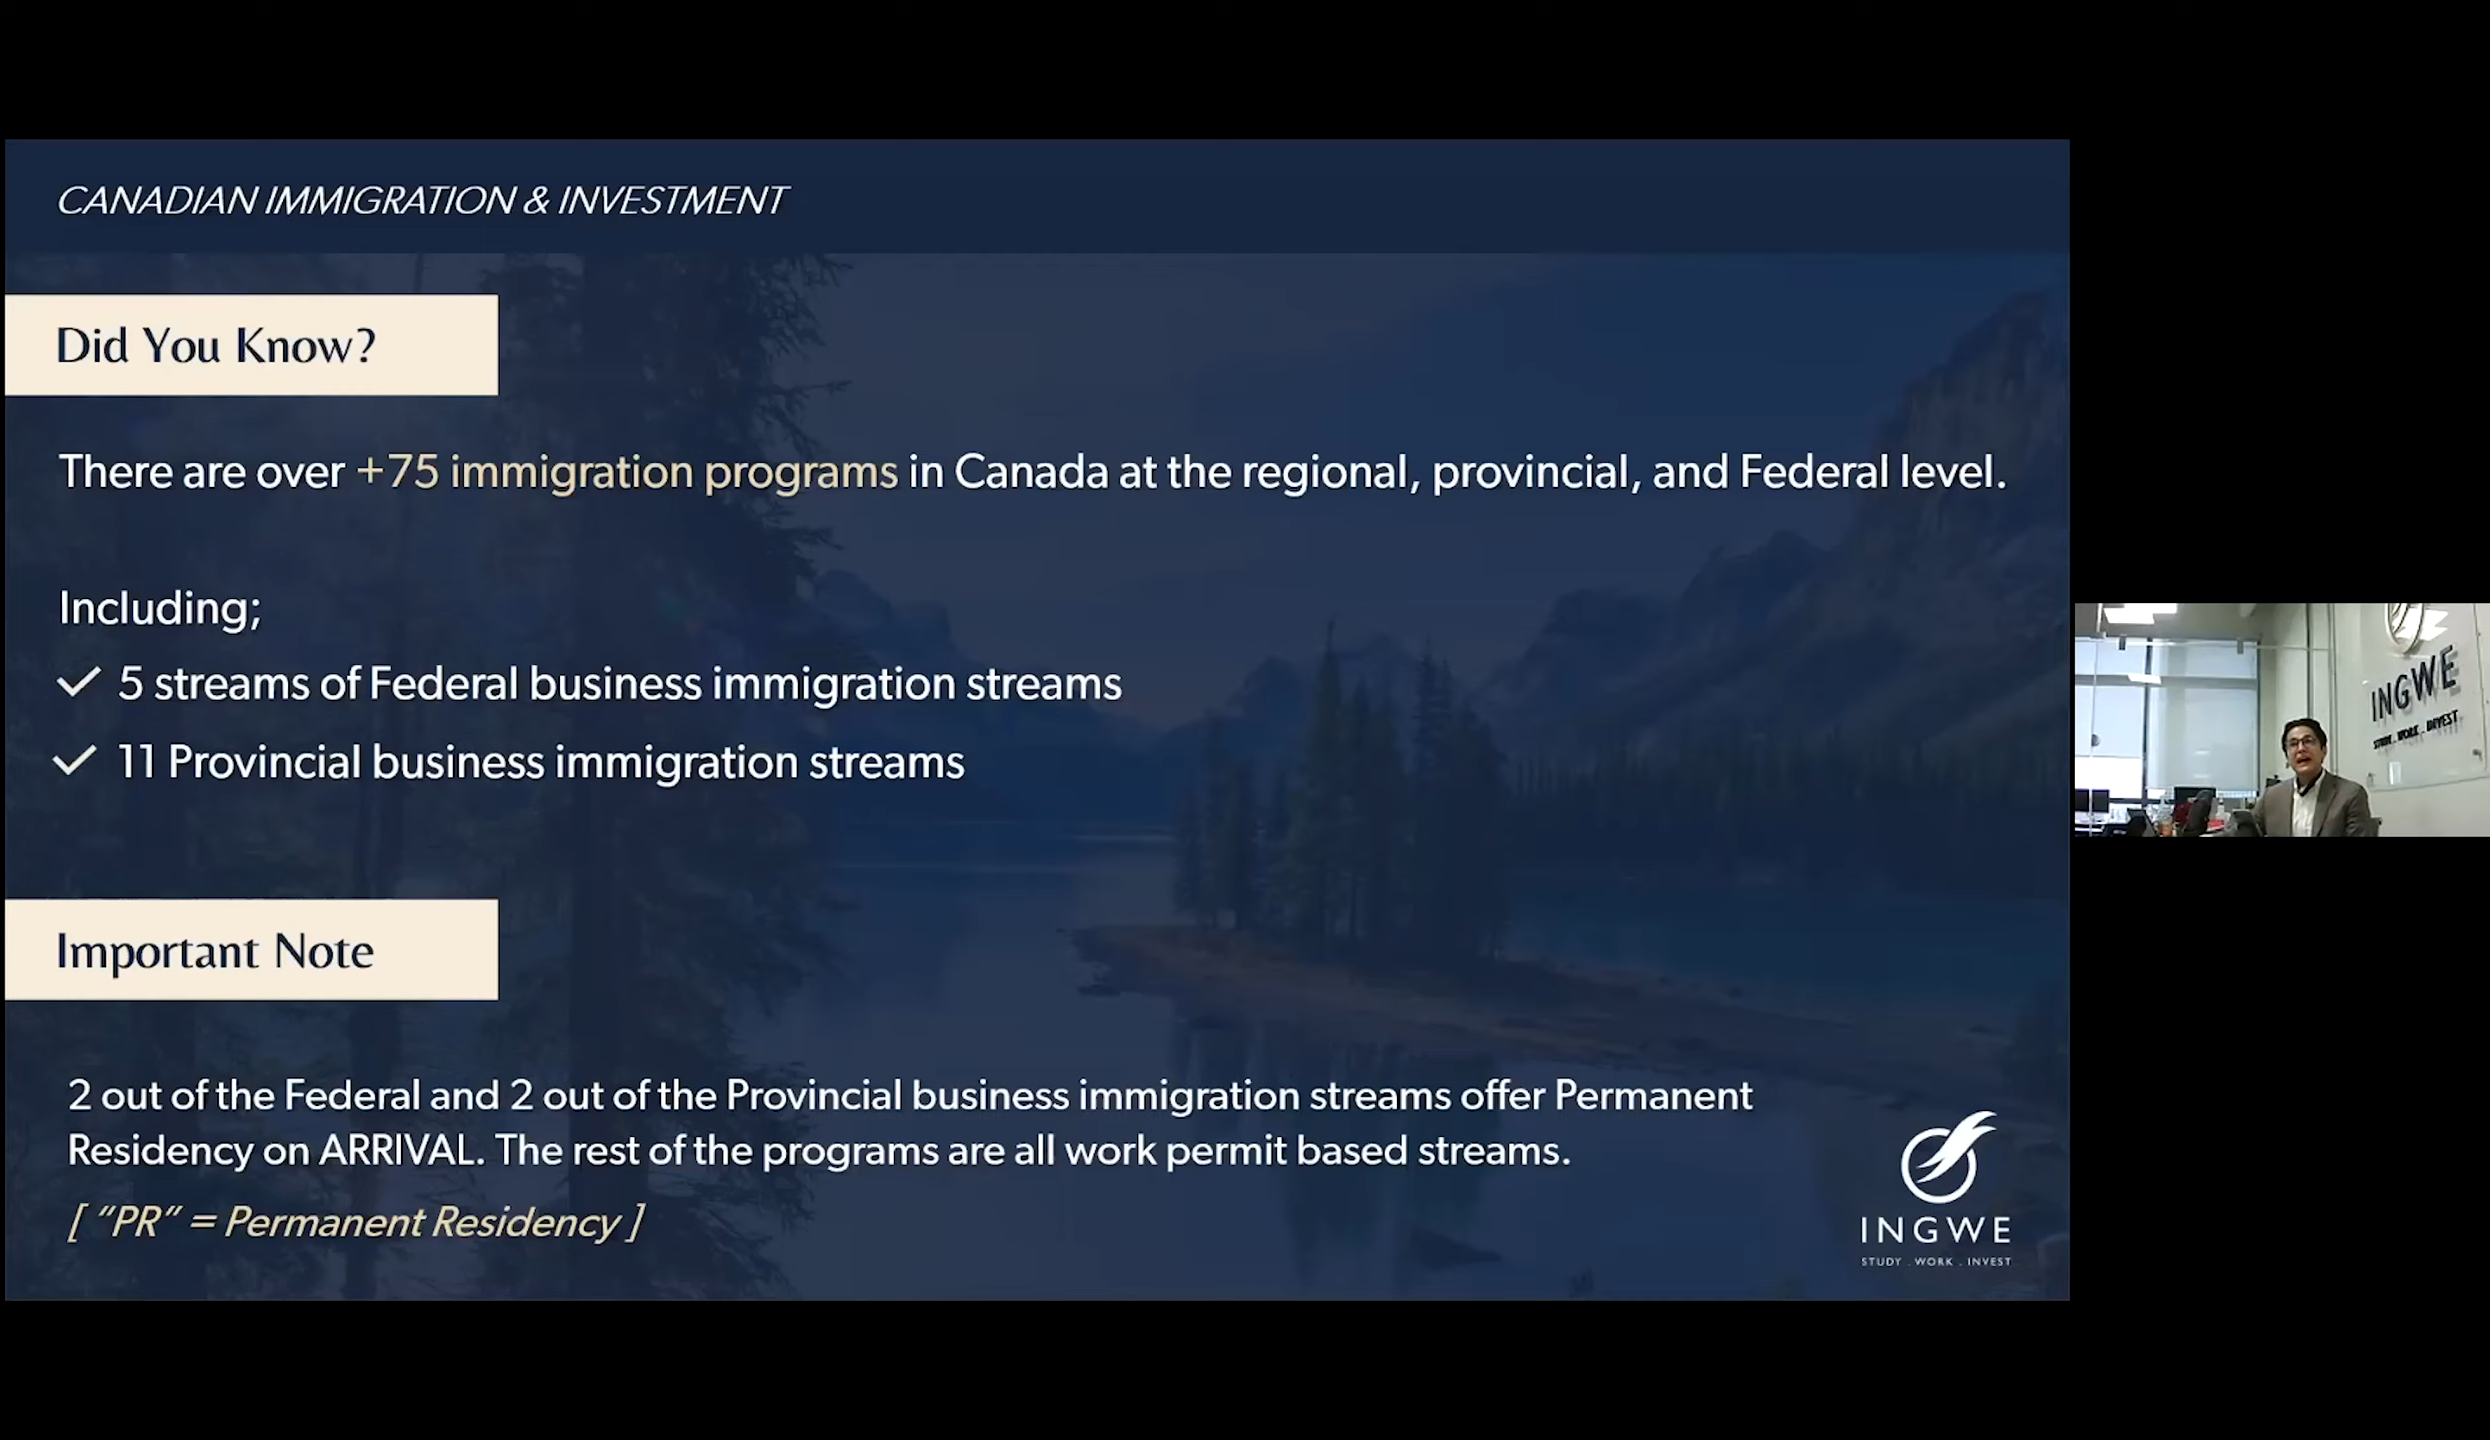 CANADIAN IMMIGRATION & INVESTMENT
Did You Know?
There are over +75 immigration programs in Canada at the regional, provincial, and Federal level.
Including;
5 streams of Federal business immigration streams
11 Provincial business immigration streams
Important Note
2 out of the Federal and 2 out of the Provincial business immigration streams offer Permanent
Residency on ARRIVAL. The rest of the programs are all work permit based streams.
[ “PR” = Permanent Residency ]
INGWE
STUDY . WORK . INVEST
INGWE
STUDY . WORK . INVEST